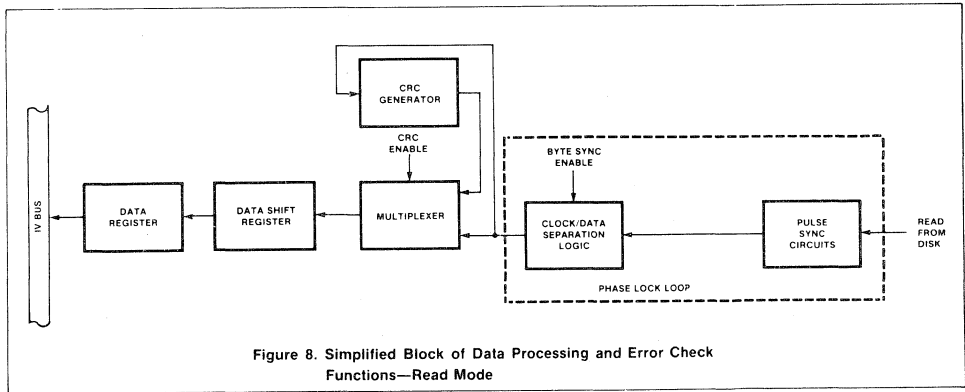 CRC
GENERATOR
CRC
ENABLE
BYTE SYNC
ENABLE
IV BUS
DATA
REGISTER
DATA SHIFT
REGISTER
MULTIPLEXER
CLOCK/DATA
SEPARATION
LOGIC
PULSE
SYNC
CIRCUITS
READ
FROM
DISK
PHASE LOCK LOOP
Figure 8. Simplified Block of Data Processing and Error Check
Functions—Read Mode